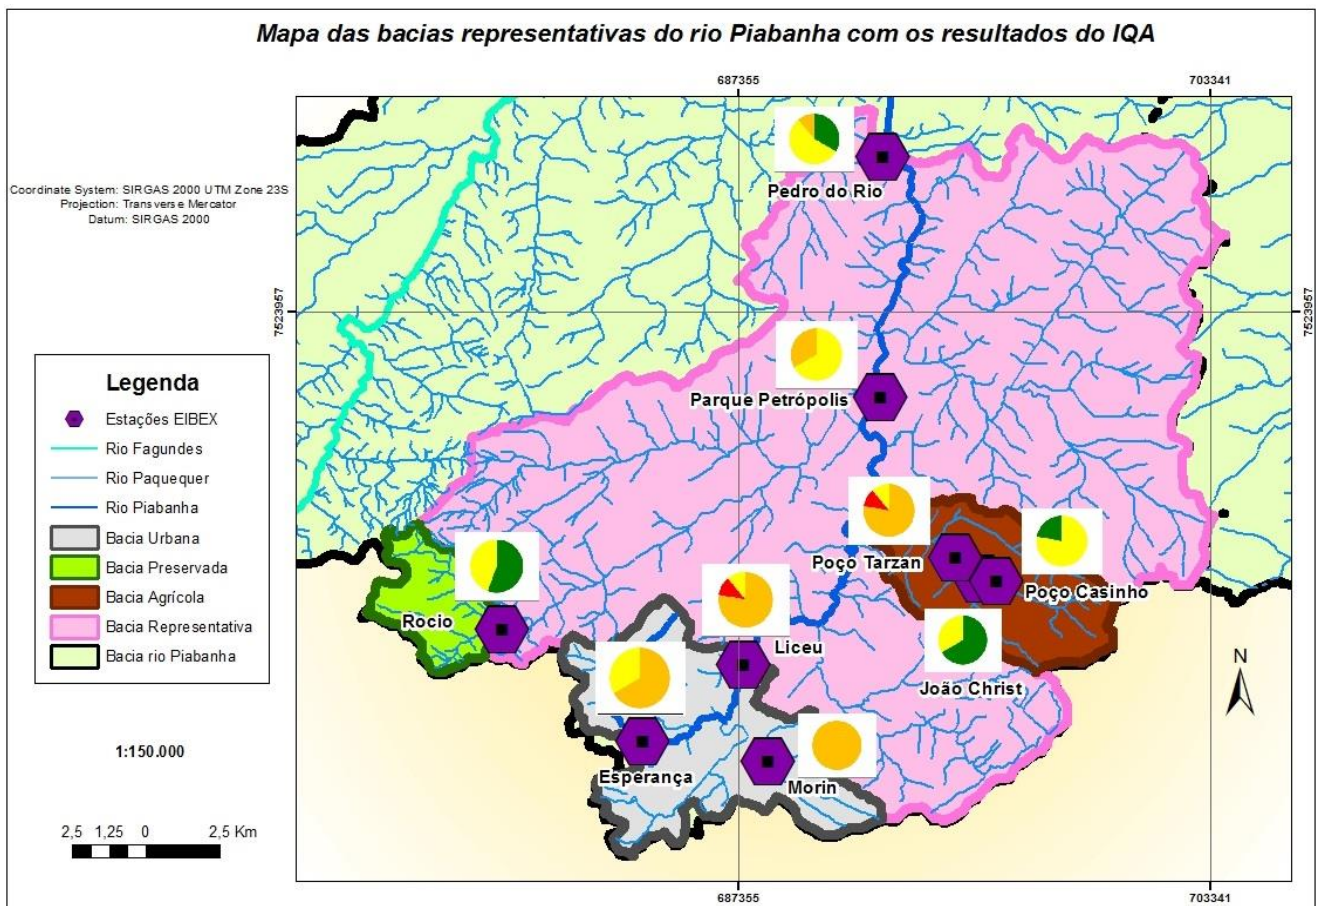 Mapa das bacias representativas do rio Piabanha com os resultados do IQA
687355
703341
Coordinate System: SIRGAS 2000 UTM Zone 23S
Projection: Transverse Mercator
Datum: SIRGAS 2000
Pedro do Rio
7523957
7523957
Parque Petrópolis
Legenda
Estações EIBEX
Rio Fagundes
Rio Paquequer
Rio Piabanha
Bacia Urbana
Bacia Preservada
Bacia Agrícola
Bacia Representativa
Bacia rio Piabanha
Poço Tarzan
Poço Casinho
Rocio
Liceu
João Christ
N
1:150.000
Esperança
Morin
2,5 1,25 0 2,5 Km
687355
703341